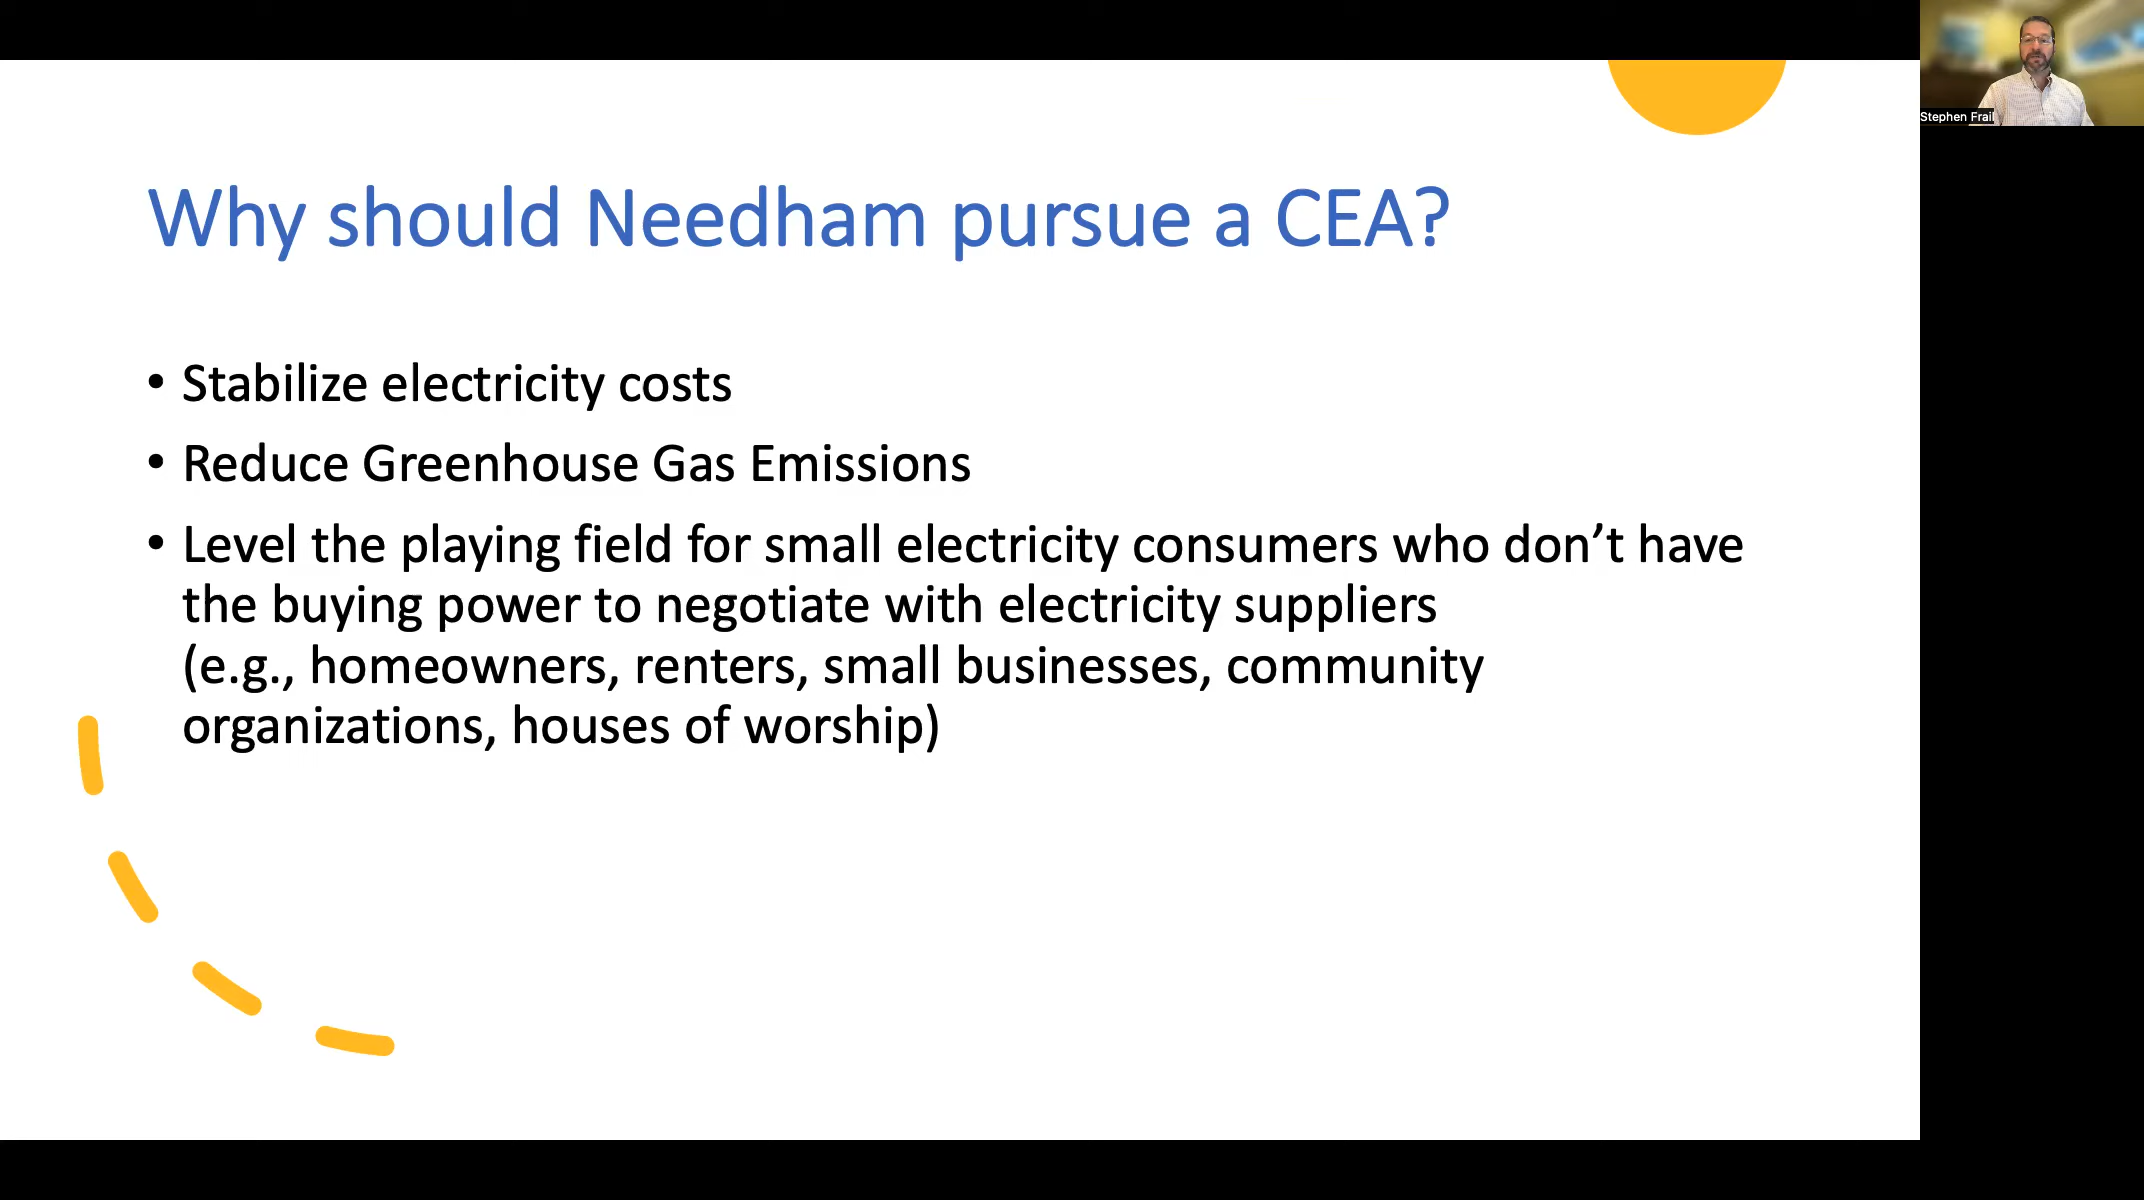 Stephen Frail
Why should Needham pursue a CEA?
• Stabilize electricity costs
• Reduce Greenhouse Gas Emissions
• Level the playing field for small electricity consumers who don’t have
the buying power to negotiate with electricity suppliers
(e.g., homeowners, renters, small businesses, community
organizations, houses of worship)